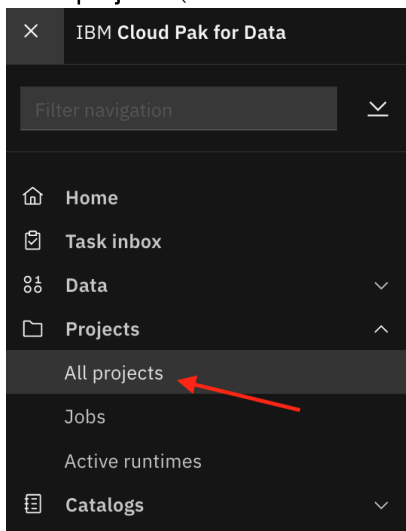 IBM Cloud Pak for Data
Filter navigation
Home
Task inbox
Data
Projects
All projects
Jobs
Active runtimes
Catalogs